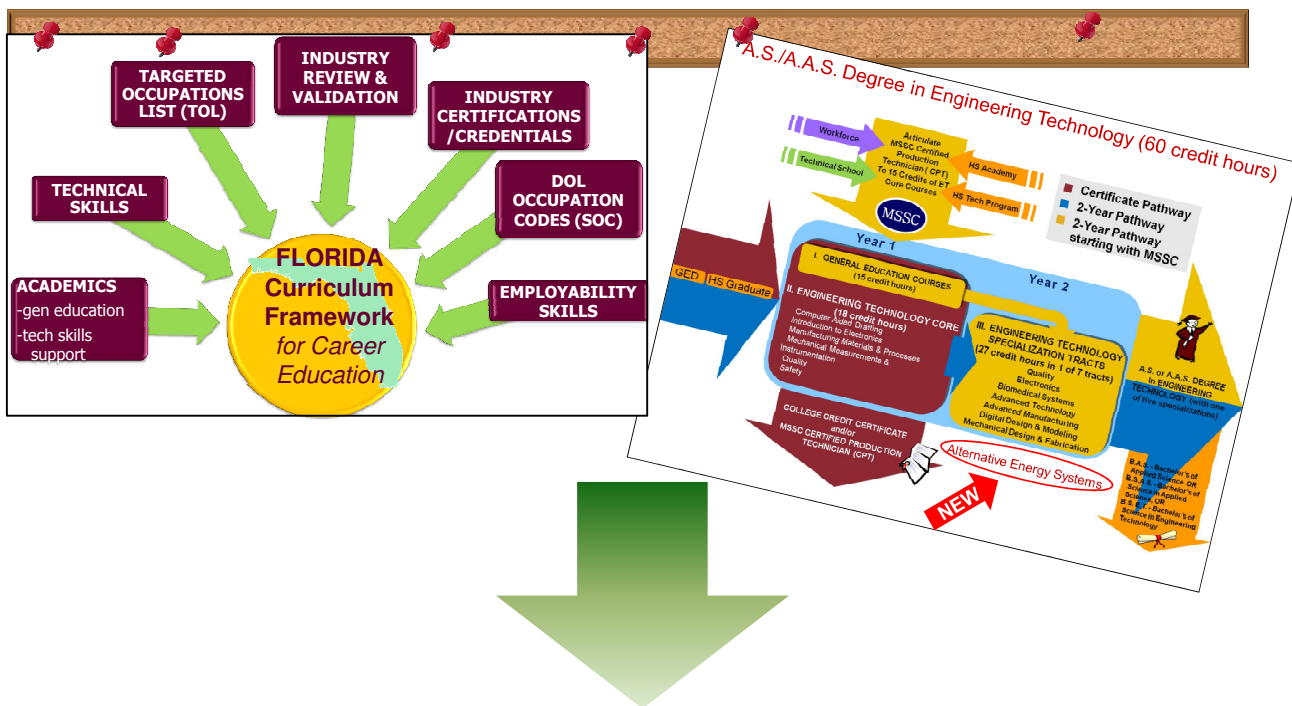 INDUSTRY
REVIEW &
VALIDATION
TARGETED
OCCUPATIONS
LIST (TOL)
INDUSTRY
CERTIFICATIONS
/CREDENTIALS
TECHNICAL
SKILLS
DOL
OCCUPATION
CODES (SOC)
ACADEMICS
-gen education
-tech skills
support
EMPLOYABILITY
SKILLS
FLORIDA
Curriculum
Framework
for Career
Education
A.S./A.A.S. Degree in Engineering Technology (60 credit hours)
Workforce
Technical School
Articulate
MSSC Certified
Production
Technician (CPT)
To 15 Credits of ET
Core Courses
HS Academy
HS Tech Program
MSSC
Certificate Pathway
2-Year Pathway
2-Year Pathway
starting with MSSC
Year 1
Year 2
GED
HS Graduate
I. GENERAL EDUCATION COURSES
(15 credit hours)
II. ENGINEERING TECHNOLOGY CORE
(18 credit hours)
Computer Aided Drafting
Introduction to Electronics
Manufacturing Materials & Processes
Mechanical Measurements &
Instrumentation
Quality
Safety
III. ENGINEERING TECHNOLOGY
SPECIALIZATION TRACTS
(27 credit hours in 1 of 7 tracts)
Quality
Electronics
Biomedical Systems
Advanced Technology
Advanced Manufacturing
Digital Design & Modeling
Mechanical Design & Fabrication
COLLEGE CREDIT CERTIFICATE
and/or
MSSC CERTIFIED PRODUCTION
TECHNICIAN (CPT)
Alternative Energy Systems
NEW
A.S. or A.A.S. DEGREE
in ENGINEERING
TECHNOLOGY (with one
of five specializations)
B.A.S. - Bachelor's of
Applied Science OR
B.S.A.S - Bachelor's of
Science in Applied
Science, OR
B.S.E.T. - Bachelor's of
Science in Engineering
Technology